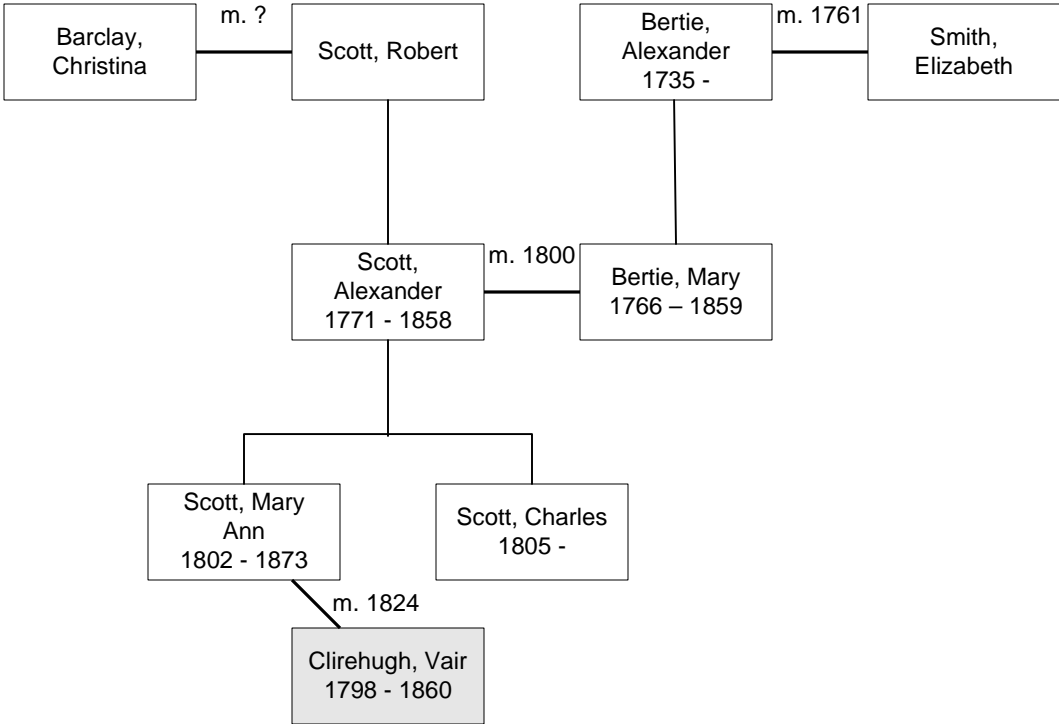 m. ?
Barclay,
Christina
Scott, Robert
Bertie,
Alexander
1735 -
m. 1761
Smith,
Elizabeth
Scott,
Alexander
1771 - 1858
m. 1800
Bertie, Mary
1766 – 1859
Scott, Mary
Ann
1802 - 1873
Scott, Charles
1805 -
m. 1824
Clirehugh, Vair
1798 - 1860